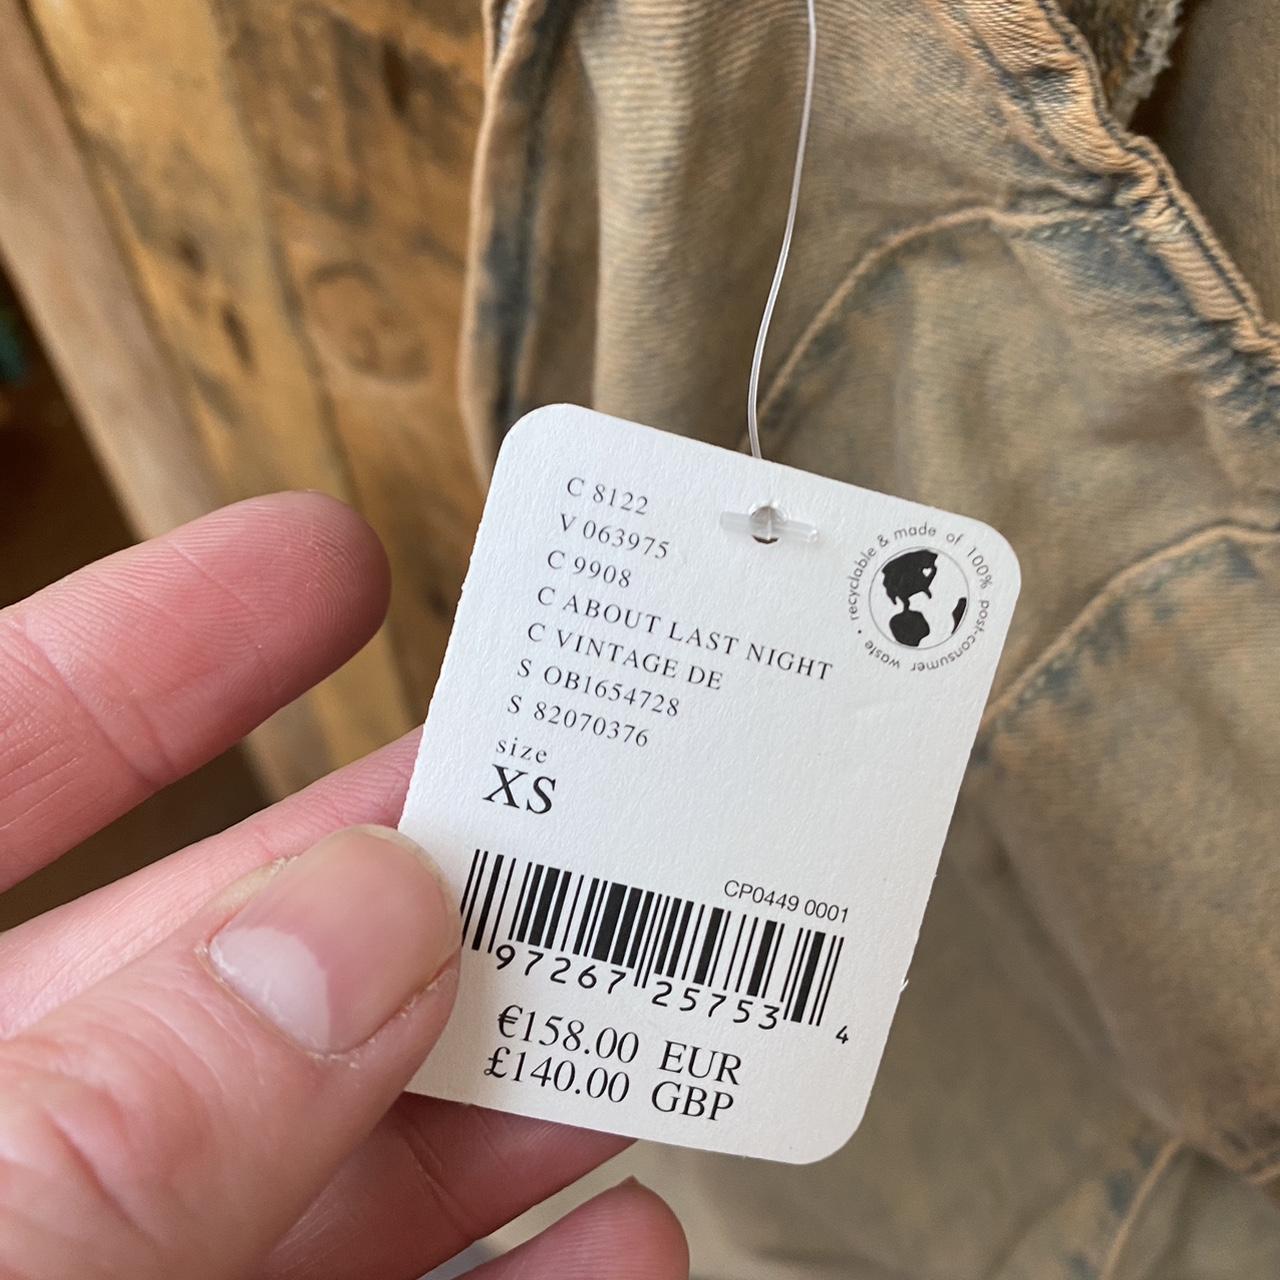 C 8122
V 063975
C 9908
C ABOUT LAST NIGHT
C VINTAGE DE
S OB1654728
S 82070376
size
XS
recyclable & made of 100% post-consumer waste •
CP0449 0001
97267 25753 4
€158.00 EUR
£140.00 GBP